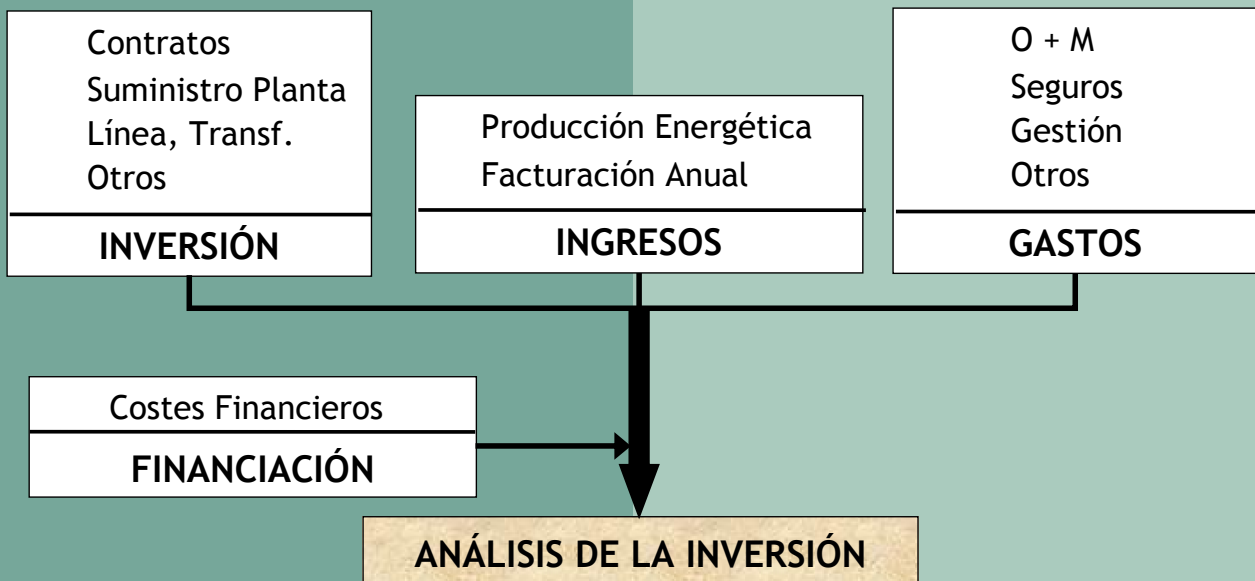 Contratos
Suministro Planta
Línea, Transf.
Otros
INVERSIÓN
Producción Energética
Facturación Anual
INGRESOS
O + M
Seguros
Gestión
Otros
GASTOS
Costes Financieros
FINANCIACIÓN
ANÁLISIS DE LA INVERSIÓN